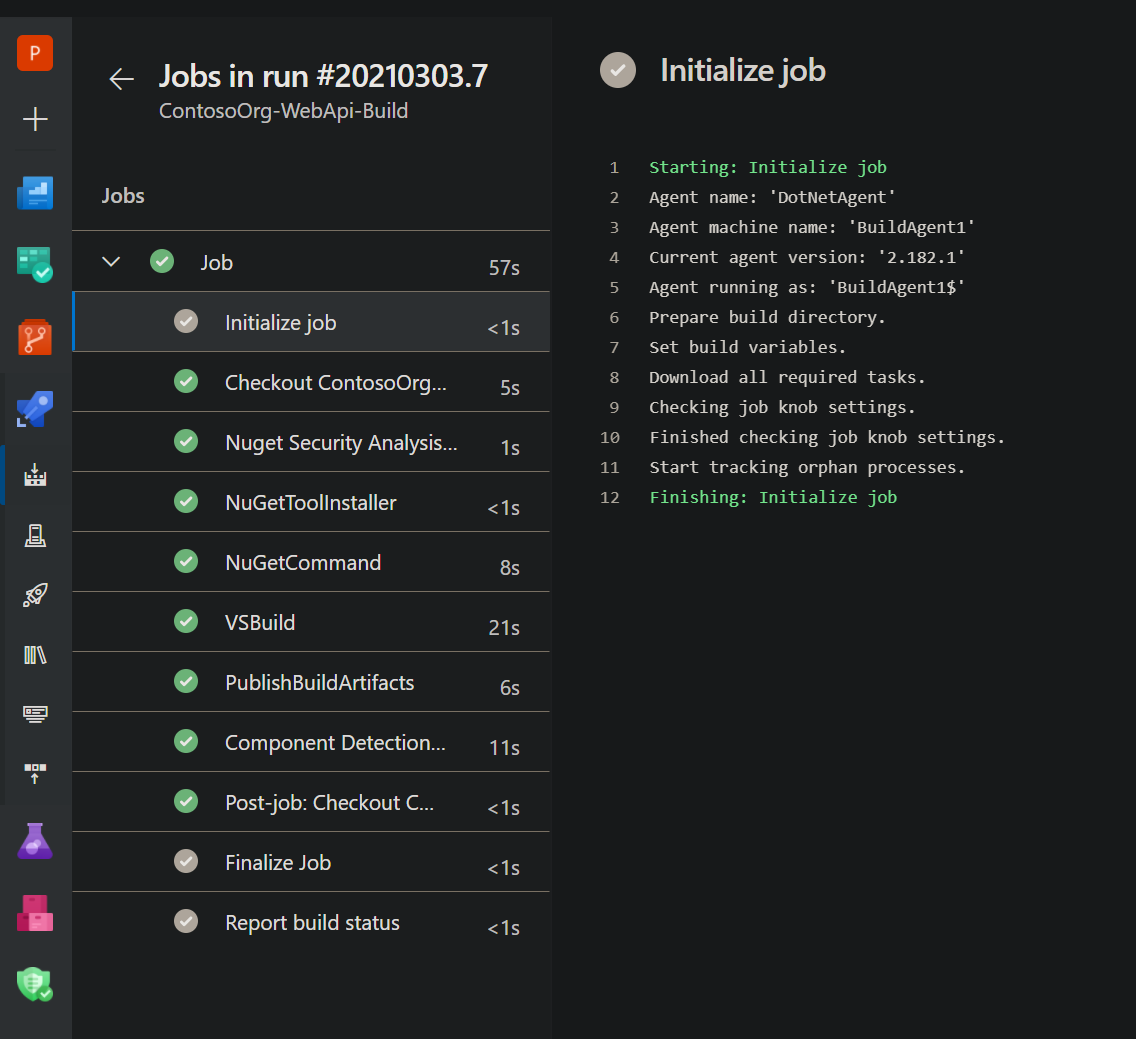 P
Jobs in run #20210303.7
ContosoOrg-WebApi-Build
Jobs
Job 57s
Initialize job <1s
Checkout ContosoOrg... 5s
Nuget Security Analysis... 1s
NuGetToolInstaller <1s
NuGetCommand 8s
VSBuild 21s
PublishBuildArtifacts 6s
Component Detection... 11s
Post-job: Checkout C... <1s
Finalize Job <1s
Report build status <1s
Initialize job
1 Starting: Initialize job
2 Agent name: 'DotNetAgent'
3 Agent machine name: 'BuildAgent1'
4 Current agent version: '2.182.1'
5 Agent running as: 'BuildAgent1$'
6 Prepare build directory.
7 Set build variables.
8 Download all required tasks.
9 Checking job knob settings.
10 Finished checking job knob settings.
11 Start tracking orphan processes.
12 Finishing: Initialize job